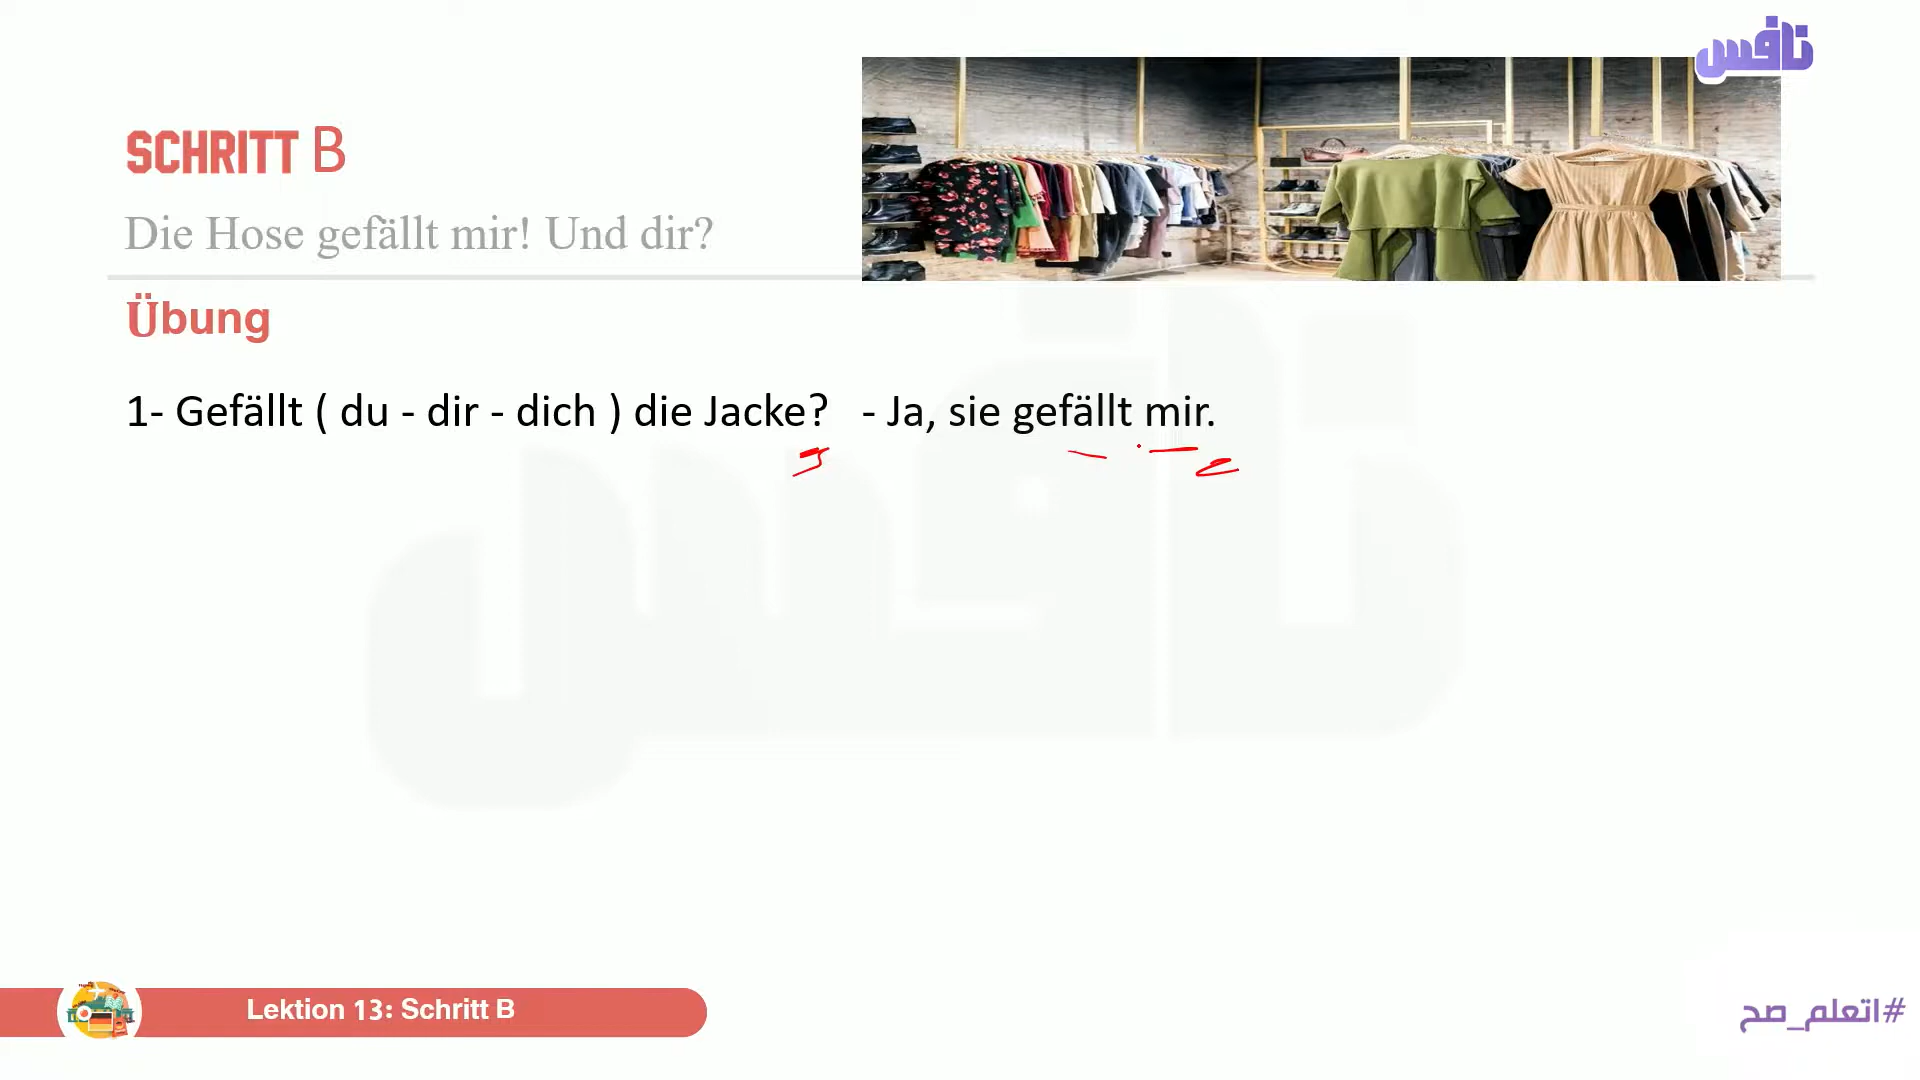 نافس
SCHRITT B
Die Hose gefällt mir! Und dir?
Übung
1- Gefällt ( du - dir - dich ) die Jacke? - Ja, sie gefällt mir.
Lektion 13: Schritt B
#اتعلم_صح